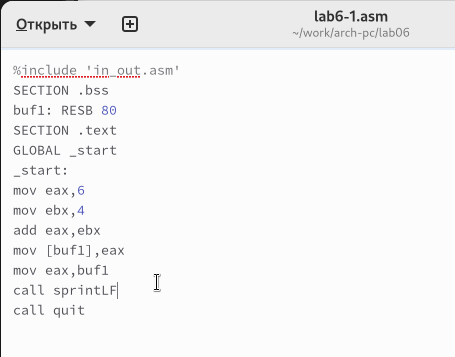 Открыть
lab6-1.asm
~/work/arch-pc/lab06
%include 'in_out.asm'
SECTION .bss
buf1: RESB 80
SECTION .text
GLOBAL _start
_start:
mov eax,6
mov ebx,4
add eax,ebx
mov [buf1],eax
mov eax,buf1
call sprintLF
call quit